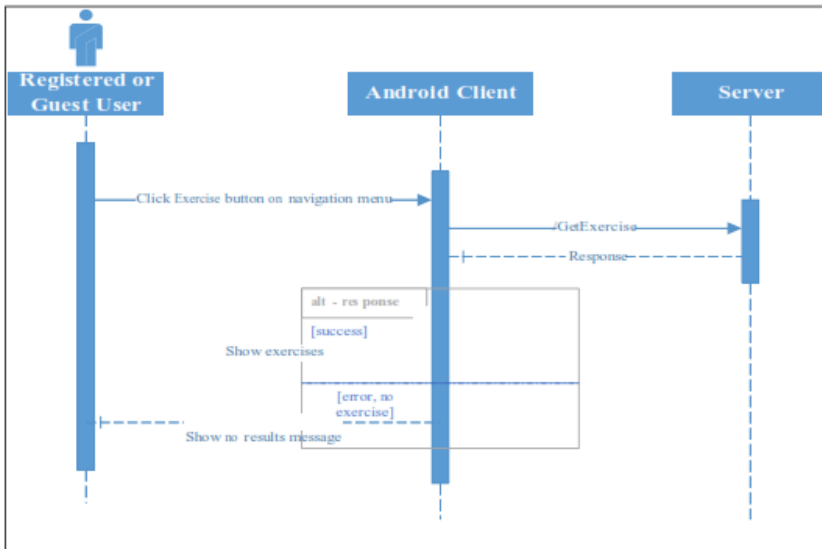 Registered or
Guest User
Android Client
Server
Click Exercise button on navigation menu
/GetExercise
Response
alt - response
[success]
Show exercises
[error, no
exercise]
Show no results message